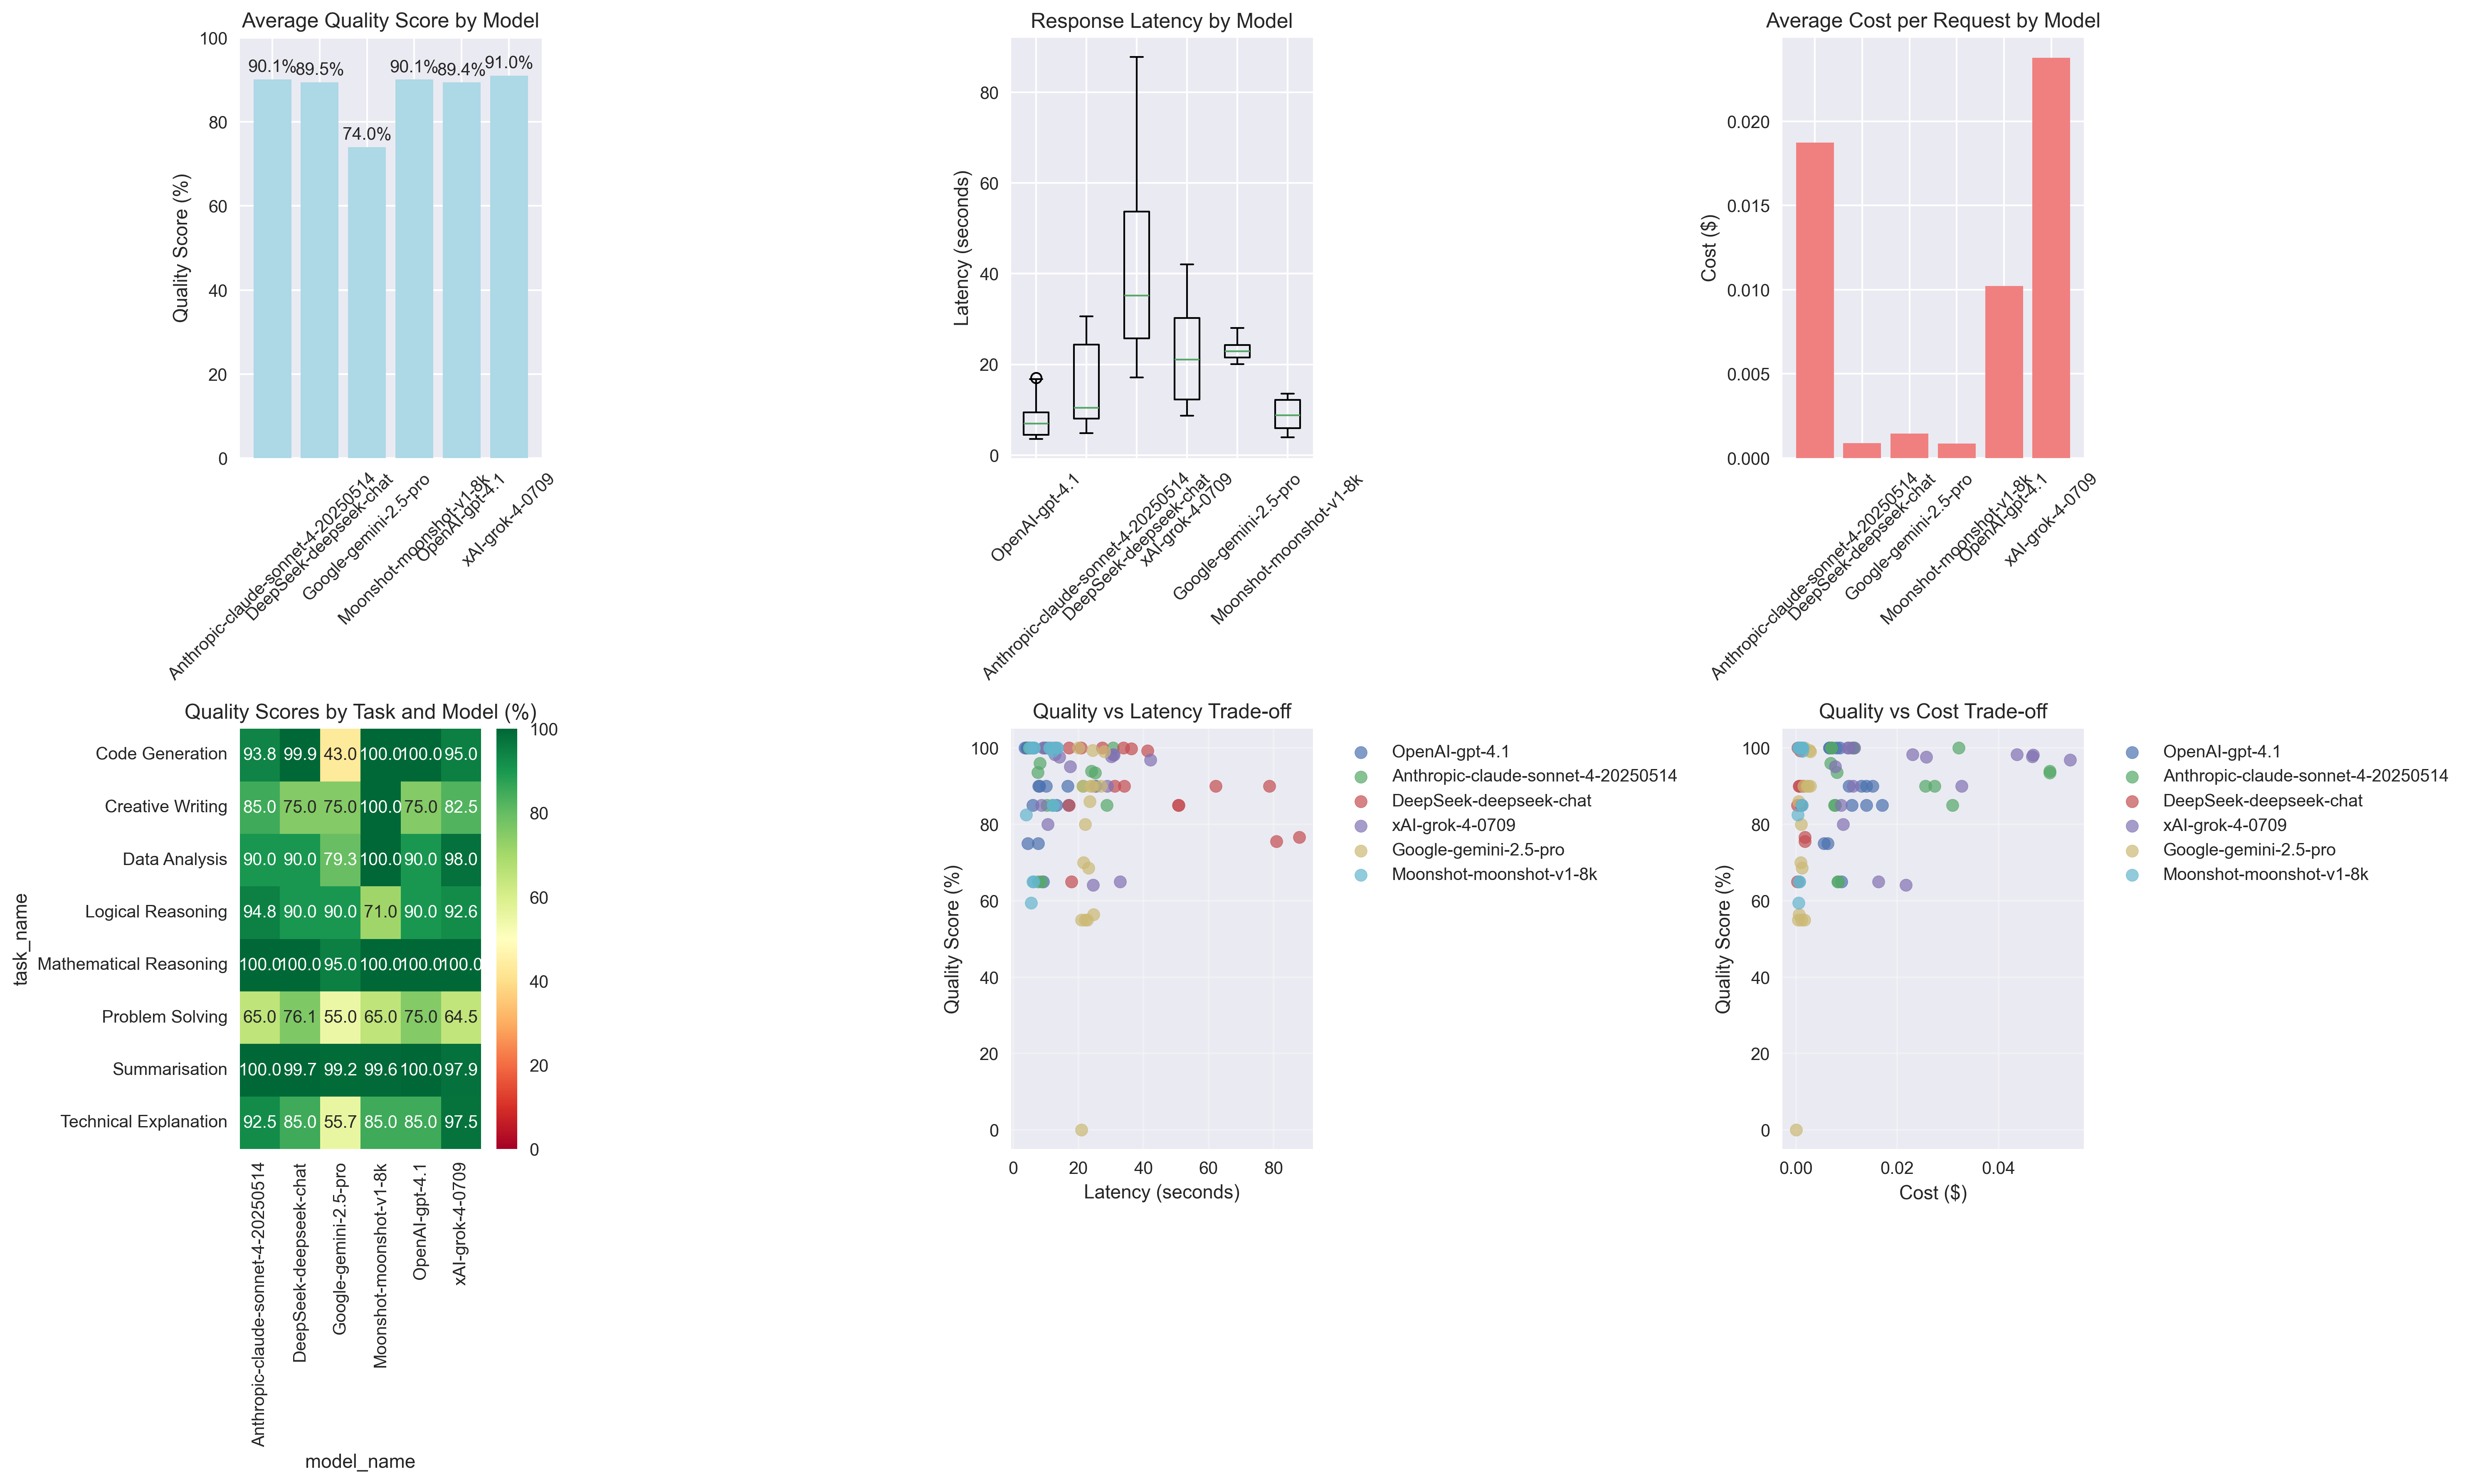 Average Quality Score by Model
Quality Score (%)
100
80
60
40
20
0
90.1%
89.5%
74.0%
90.1%
89.4%
91.0%
Anthropic-claude-sonnet-4-20250514
DeepSeek-deepseek-chat
Google-gemini-2.5-pro
Moonshot-moonshot-v1-8k
OpenAI-gpt-4.1
xAI-grok-4-0709
Response Latency by Model
Latency (seconds)
80
60
40
20
0
OpenAI-gpt-4.1
Anthropic-claude-sonnet-4-20250514
DeepSeek-deepseek-chat
xAI-grok-4-0709
Google-gemini-2.5-pro
Moonshot-moonshot-v1-8k
Average Cost per Request by Model
Cost ($)
0.020
0.015
0.010
0.005
0.000
Anthropic-claude-sonnet-4-20250514
DeepSeek-deepseek-chat
Google-gemini-2.5-pro
Moonshot-moonshot-v1-8k
OpenAI-gpt-4.1
xAI-grok-4-0709
Quality Scores by Task and Model (%)
task_name
Code Generation 93.8 99.9 43.0 100.0 100.0 95.0
Creative Writing 85.0 75.0 75.0 100.0 75.0 82.5
Data Analysis 90.0 90.0 79.3 100.0 90.0 98.0
Logical Reasoning 94.8 90.0 90.0 71.0 90.0 92.6
Mathematical Reasoning 100.0 100.0 95.0 100.0 100.0 100.0
Problem Solving 65.0 76.1 55.0 65.0 75.0 64.5
Summarisation 100.0 99.7 99.2 99.6 100.0 97.9
Technical Explanation 92.5 85.0 55.7 85.0 85.0 97.5
100
80
60
40
20
0
Anthropic-claude-sonnet-4-20250514
DeepSeek-deepseek-chat
Google-gemini-2.5-pro
Moonshot-moonshot-v1-8k
OpenAI-gpt-4.1
xAI-grok-4-0709
model_name
Quality vs Latency Trade-off
Quality Score (%)
100
80
60
40
20
0
0 20 40 60 80
Latency (seconds)
OpenAI-gpt-4.1
Anthropic-claude-sonnet-4-20250514
DeepSeek-deepseek-chat
xAI-grok-4-0709
Google-gemini-2.5-pro
Moonshot-moonshot-v1-8k
Quality vs Cost Trade-off
Quality Score (%)
100
80
60
40
20
0
0.00 0.02 0.04
Cost ($)
OpenAI-gpt-4.1
Anthropic-claude-sonnet-4-20250514
DeepSeek-deepseek-chat
xAI-grok-4-0709
Google-gemini-2.5-pro
Moonshot-moonshot-v1-8k